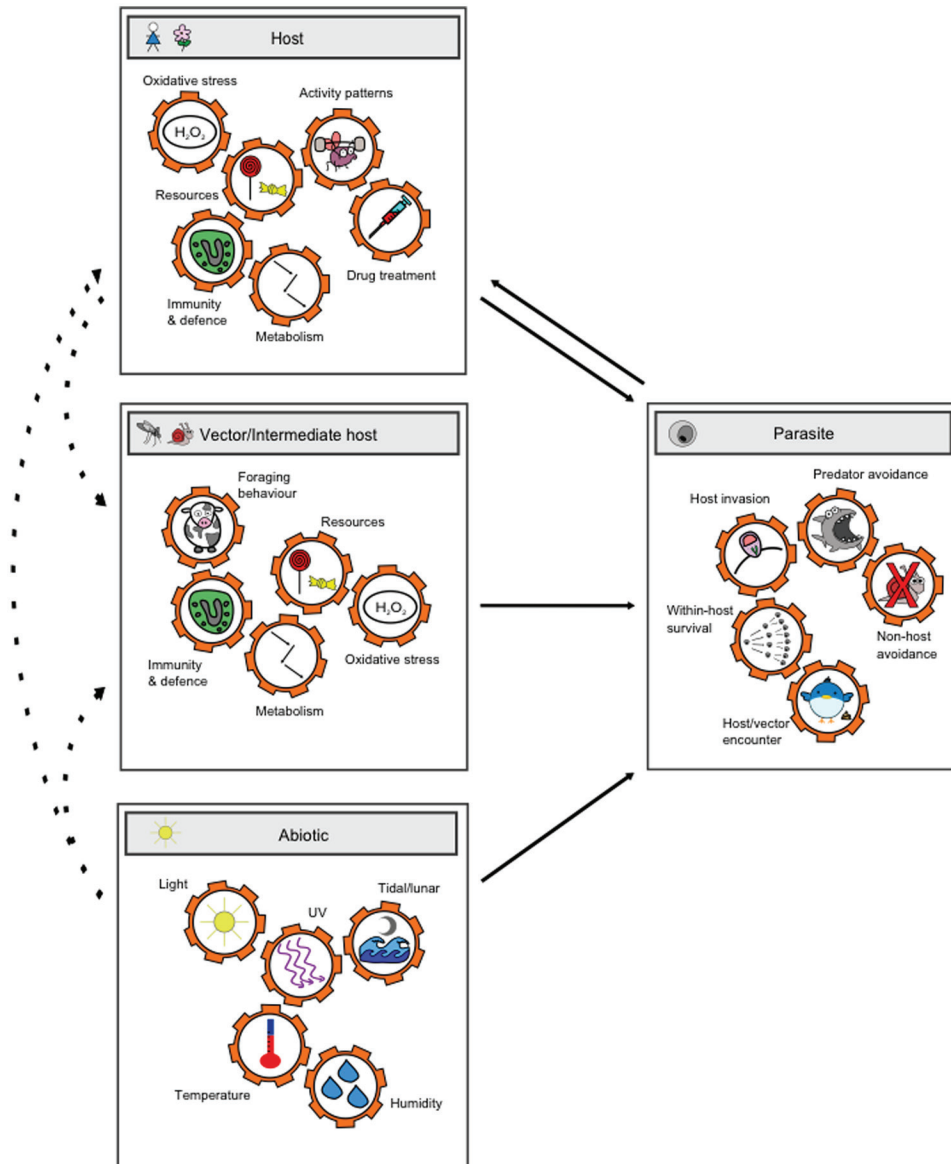 Host
Oxidative stress
Activity patterns
H₂O₂
Resources
Drug treatment
Immunity
& defence
Metabolism
Vector/Intermediate host
Foraging
behaviour
Resources
H₂O₂
Immunity
& defence
Oxidative stress
Metabolism
Parasite
Predator avoidance
Host invasion
Within-host
survival
Non-host
avoidance
Host/vector
encounter
Abiotic
Light
Tidal/lunar
UV
Temperature
Humidity